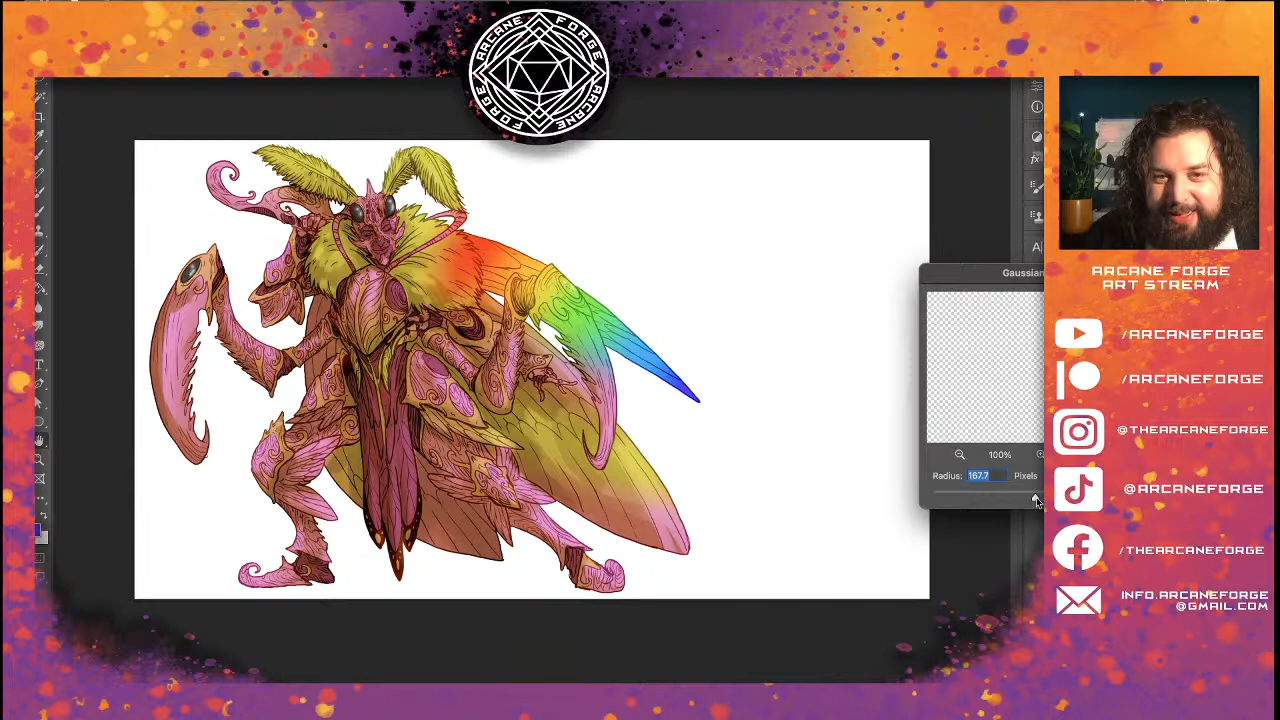 ARCANE FORGE ARCANE FORGE
Gaussian
100%
Radius: 167.7 Pixels
ARCANE FORGE
ART STREAM
/ARCANEFORGE
/ARCANEFORGE
@THEARCANEFORGE
@ARCANEFORGE
/THEARCANEFORGE
INFO.ARCANEFORGE
@GMAIL.COM